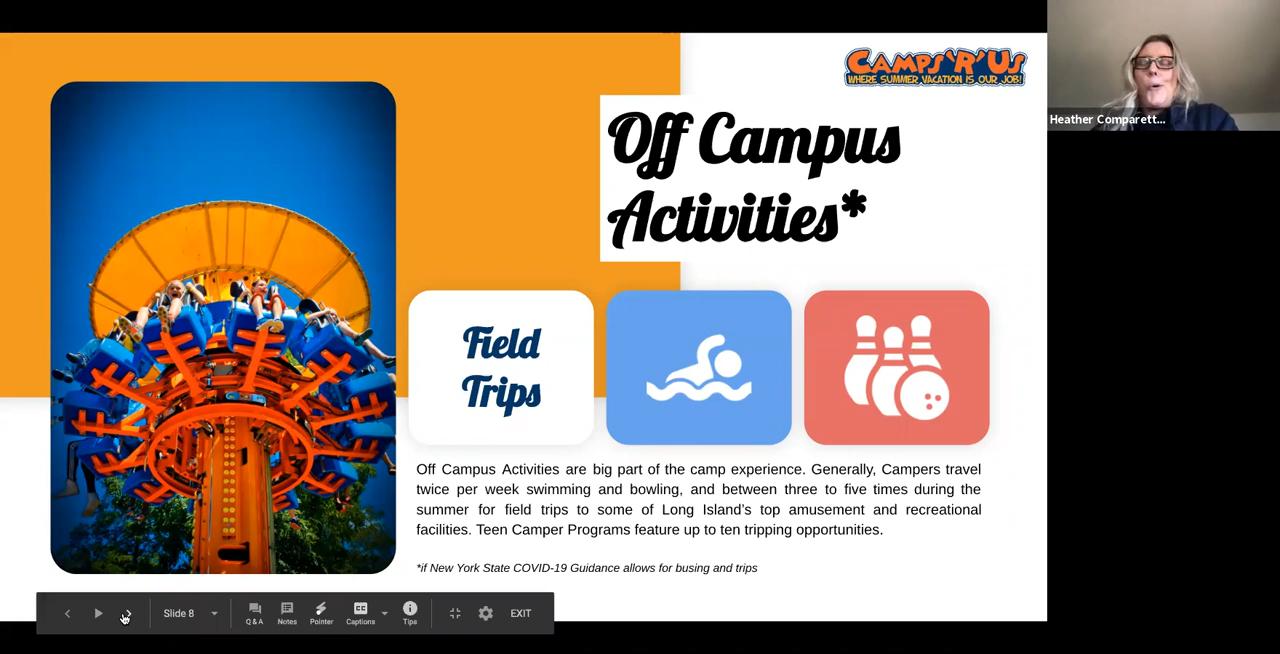 CAMPS'R'US
WHERE SUMMER VACATION IS OUR JOB!
Heather Comparett...
Off Campus
Activities*
Field
Trips
Off Campus Activities are big part of the camp experience. Generally, Campers travel
twice per week swimming and bowling, and between three to five times during the
summer for field trips to some of Long Island’s top amusement and recreational
facilities. Teen Camper Programs feature up to ten tripping opportunities.
*if New York State COVID-19 Guidance allows for busing and trips
Slide 8
Q & A
Notes
Pointer
CC
Captions
Tips
EXIT